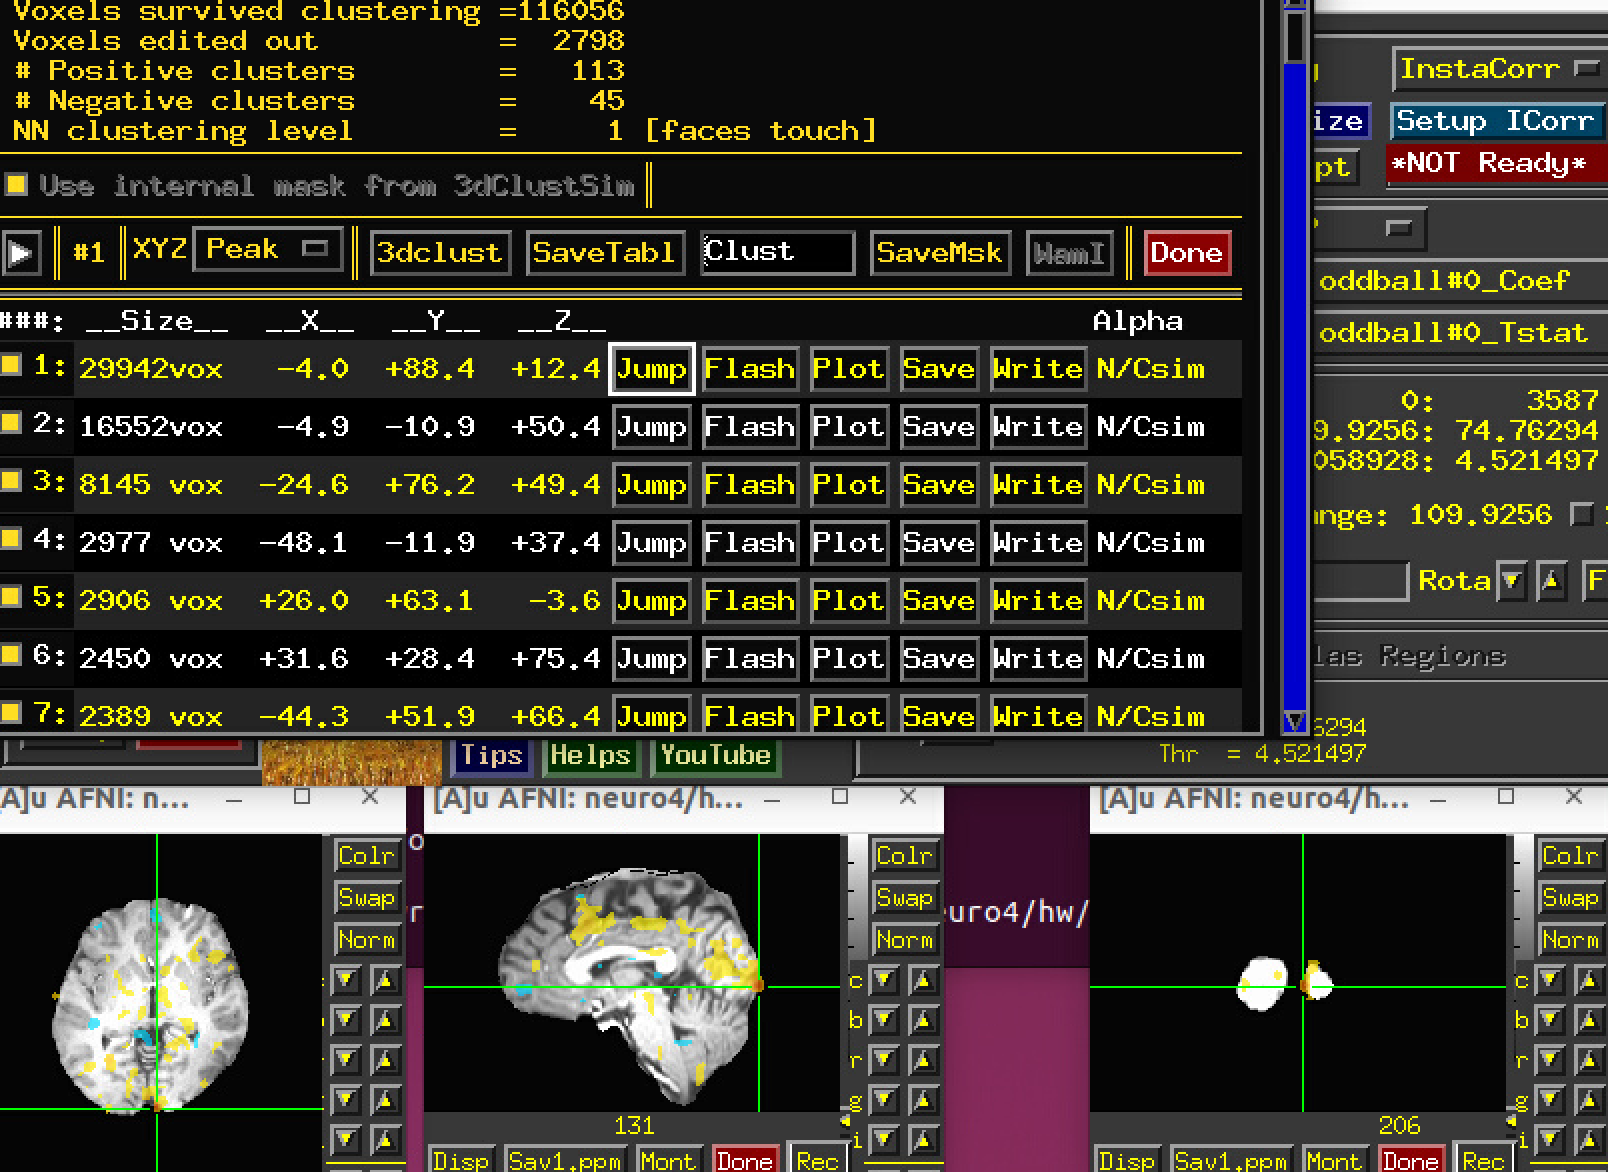 Voxels survived clustering =116056
Voxels edited out = 2798
# Positive clusters = 113
# Negative clusters = 45
NN clustering level = 1 [faces touch]
Use internal mask from 3dClustSim
#1 XYZ Peak 3dclust SaveTabl Clust SaveMsk WamI Done
###: __Size__ __X__ __Y__ __Z__ Alpha
1: 29942vox -4.0 +88.4 +12.4 Jump Flash Plot Save Write N/Csim
2: 16552vox -4.9 -10.9 +50.4 Jump Flash Plot Save Write N/Csim
3: 8145 vox -24.6 +76.2 +49.4 Jump Flash Plot Save Write N/Csim
4: 2977 vox -48.1 -11.9 +37.4 Jump Flash Plot Save Write N/Csim
5: 2906 vox +26.0 +63.1 -3.6 Jump Flash Plot Save Write N/Csim
6: 2450 vox +31.6 +28.4 +75.4 Jump Flash Plot Save Write N/Csim
7: 2389 vox -44.3 +51.9 +66.4 Jump Flash Plot Save Write N/Csim
InstaCorr
ize Setup ICorr
pt *NOT Ready*
oddball#0_Coef
oddball#0_Tstat
0: 3587
9.9256: 74.76294
058928: 4.521497
nge: 109.9256
Rota F
las Regions
6294
Thr = 4.521497
Tips Helps YouTube
[A]u AFNI: n...
[A]u AFNI: neuro4/h...
[A]u AFNI: neuro4/h...
euro4/hw/
Colr
Swap
Norm
Colr
Swap
Norm
c
b
r
g
i
131
Disp Sav1.ppm Mont Done Rec
Colr
Swap
Norm
c
b
r
g
i
206
Disp Sav1.ppm Mont Done Rec